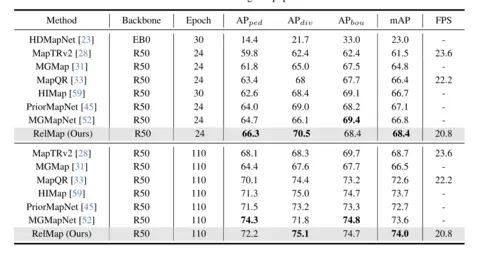 Method Backbone Epoch APped APdiv APbou mAP FPS
HDMapNet [23] EB0 30 14.4 21.7 33.0 23.0 -
MapTRv2 [28] R50 24 59.8 62.4 62.4 61.5 23.6
MGMap [31] R50 24 61.8 65.0 67.5 64.8 -
MapQR [33] R50 24 63.4 68 67.7 66.4 22.2
HIMap [59] R50 30 62.6 68.4 69.1 66.7 -
PriorMapNet [45] R50 24 64.0 69.0 68.2 67.1 -
MGMapNet [52] R50 24 64.7 66.1 69.4 66.8 -
RelMap (Ours) R50 24 66.3 70.5 68.4 68.4 20.8
MapTRv2 [28] R50 110 68.1 68.3 69.7 68.7 23.6
MGMap [31] R50 110 64.4 67.6 67.7 66.5 -
MapQR [33] R50 110 70.1 74.4 73.2 72.6 22.2
HIMap [59] R50 110 71.3 75.0 74.7 73.7 -
PriorMapNet [45] R50 110 71.5 73.2 73.3 72.7 -
MGMapNet [52] R50 110 74.3 71.8 74.8 73.6 -
RelMap (Ours) R50 110 72.2 75.1 74.7 74.0 20.8